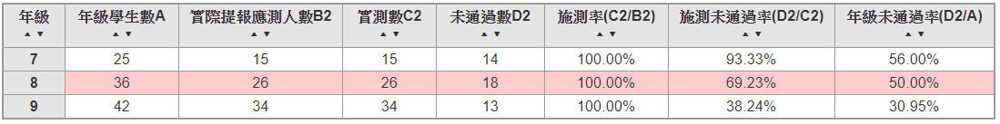 年級 年級學生數A 實際提報應測人數B2 實測數C2 未通過數D2 施測率(C2/B2) 施測未通過率(D2/C2) 年級未通過率(D2/A)
▲ ▼ ▲ ▼ ▲ ▼ ▲ ▼ ▲ ▼ ▲ ▼ ▲ ▼ ▲ ▼
7 25 15 15 14 100.00% 93.33% 56.00%
8 36 26 26 18 100.00% 69.23% 50.00%
9 42 34 34 13 100.00% 38.24% 30.95%